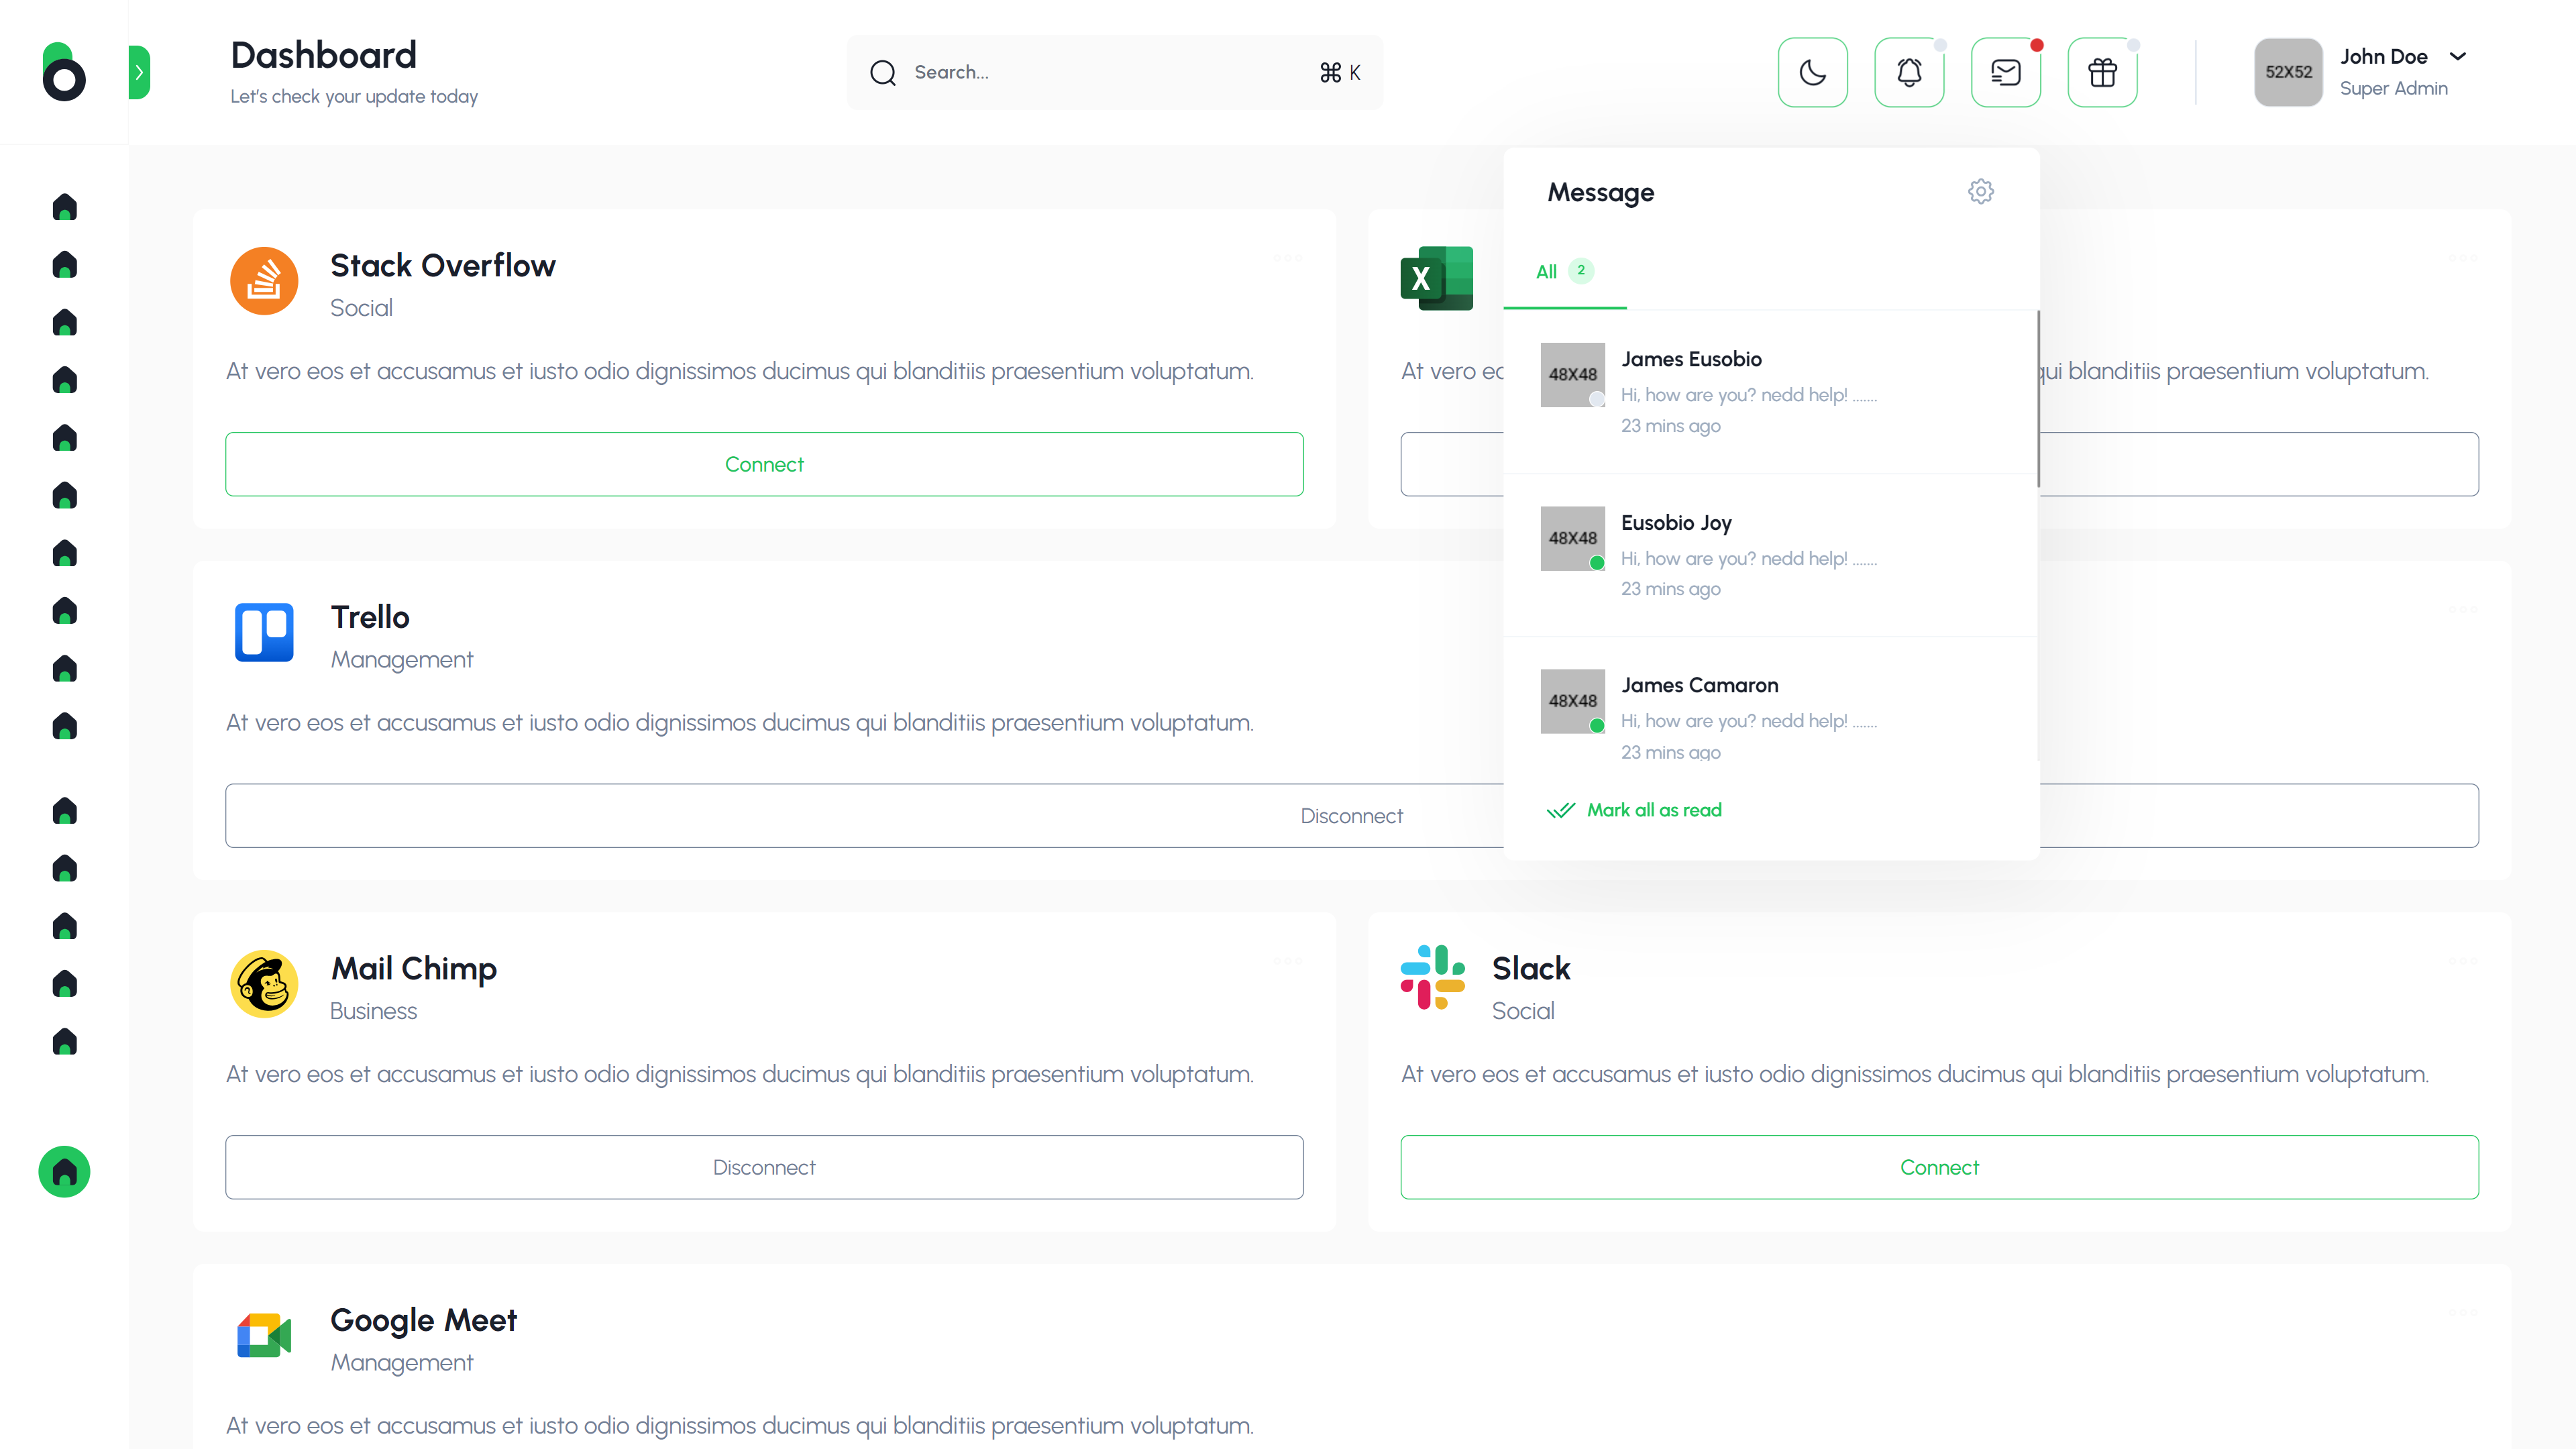 Dashboard
Let's check your update today
Search...
⌘ K
52X52
John Doe
Super Admin
Message
All 2
48X48
James Eusobio
Hi, how are you? nedd help! .......
23 mins ago
48X48
Eusobio Joy
Hi, how are you? nedd help! .......
23 mins ago
48X48
James Camaron
Hi, how are you? nedd help! .......
23 mins ago
Mark all as read
Stack Overflow
Social
At vero eos et accusamus et iusto odio dignissimos ducimus qui blanditiis praesentium voluptatum.
Connect
X
At vero eo
qui blanditiis praesentium voluptatum.
Trello
Management
At vero eos et accusamus et iusto odio dignissimos ducimus qui blanditiis praesentium voluptatum.
Disconnect
Mail Chimp
Business
At vero eos et accusamus et iusto odio dignissimos ducimus qui blanditiis praesentium voluptatum.
Disconnect
Slack
Social
At vero eos et accusamus et iusto odio dignissimos ducimus qui blanditiis praesentium voluptatum.
Connect
Google Meet
Management
At vero eos et accusamus et iusto odio dignissimos ducimus qui blanditiis praesentium voluptatum.